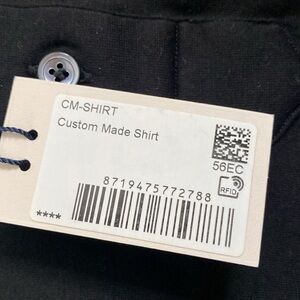 CM-SHIRT
Custom Made Shirt
56EC
RFID
8719475772788
****